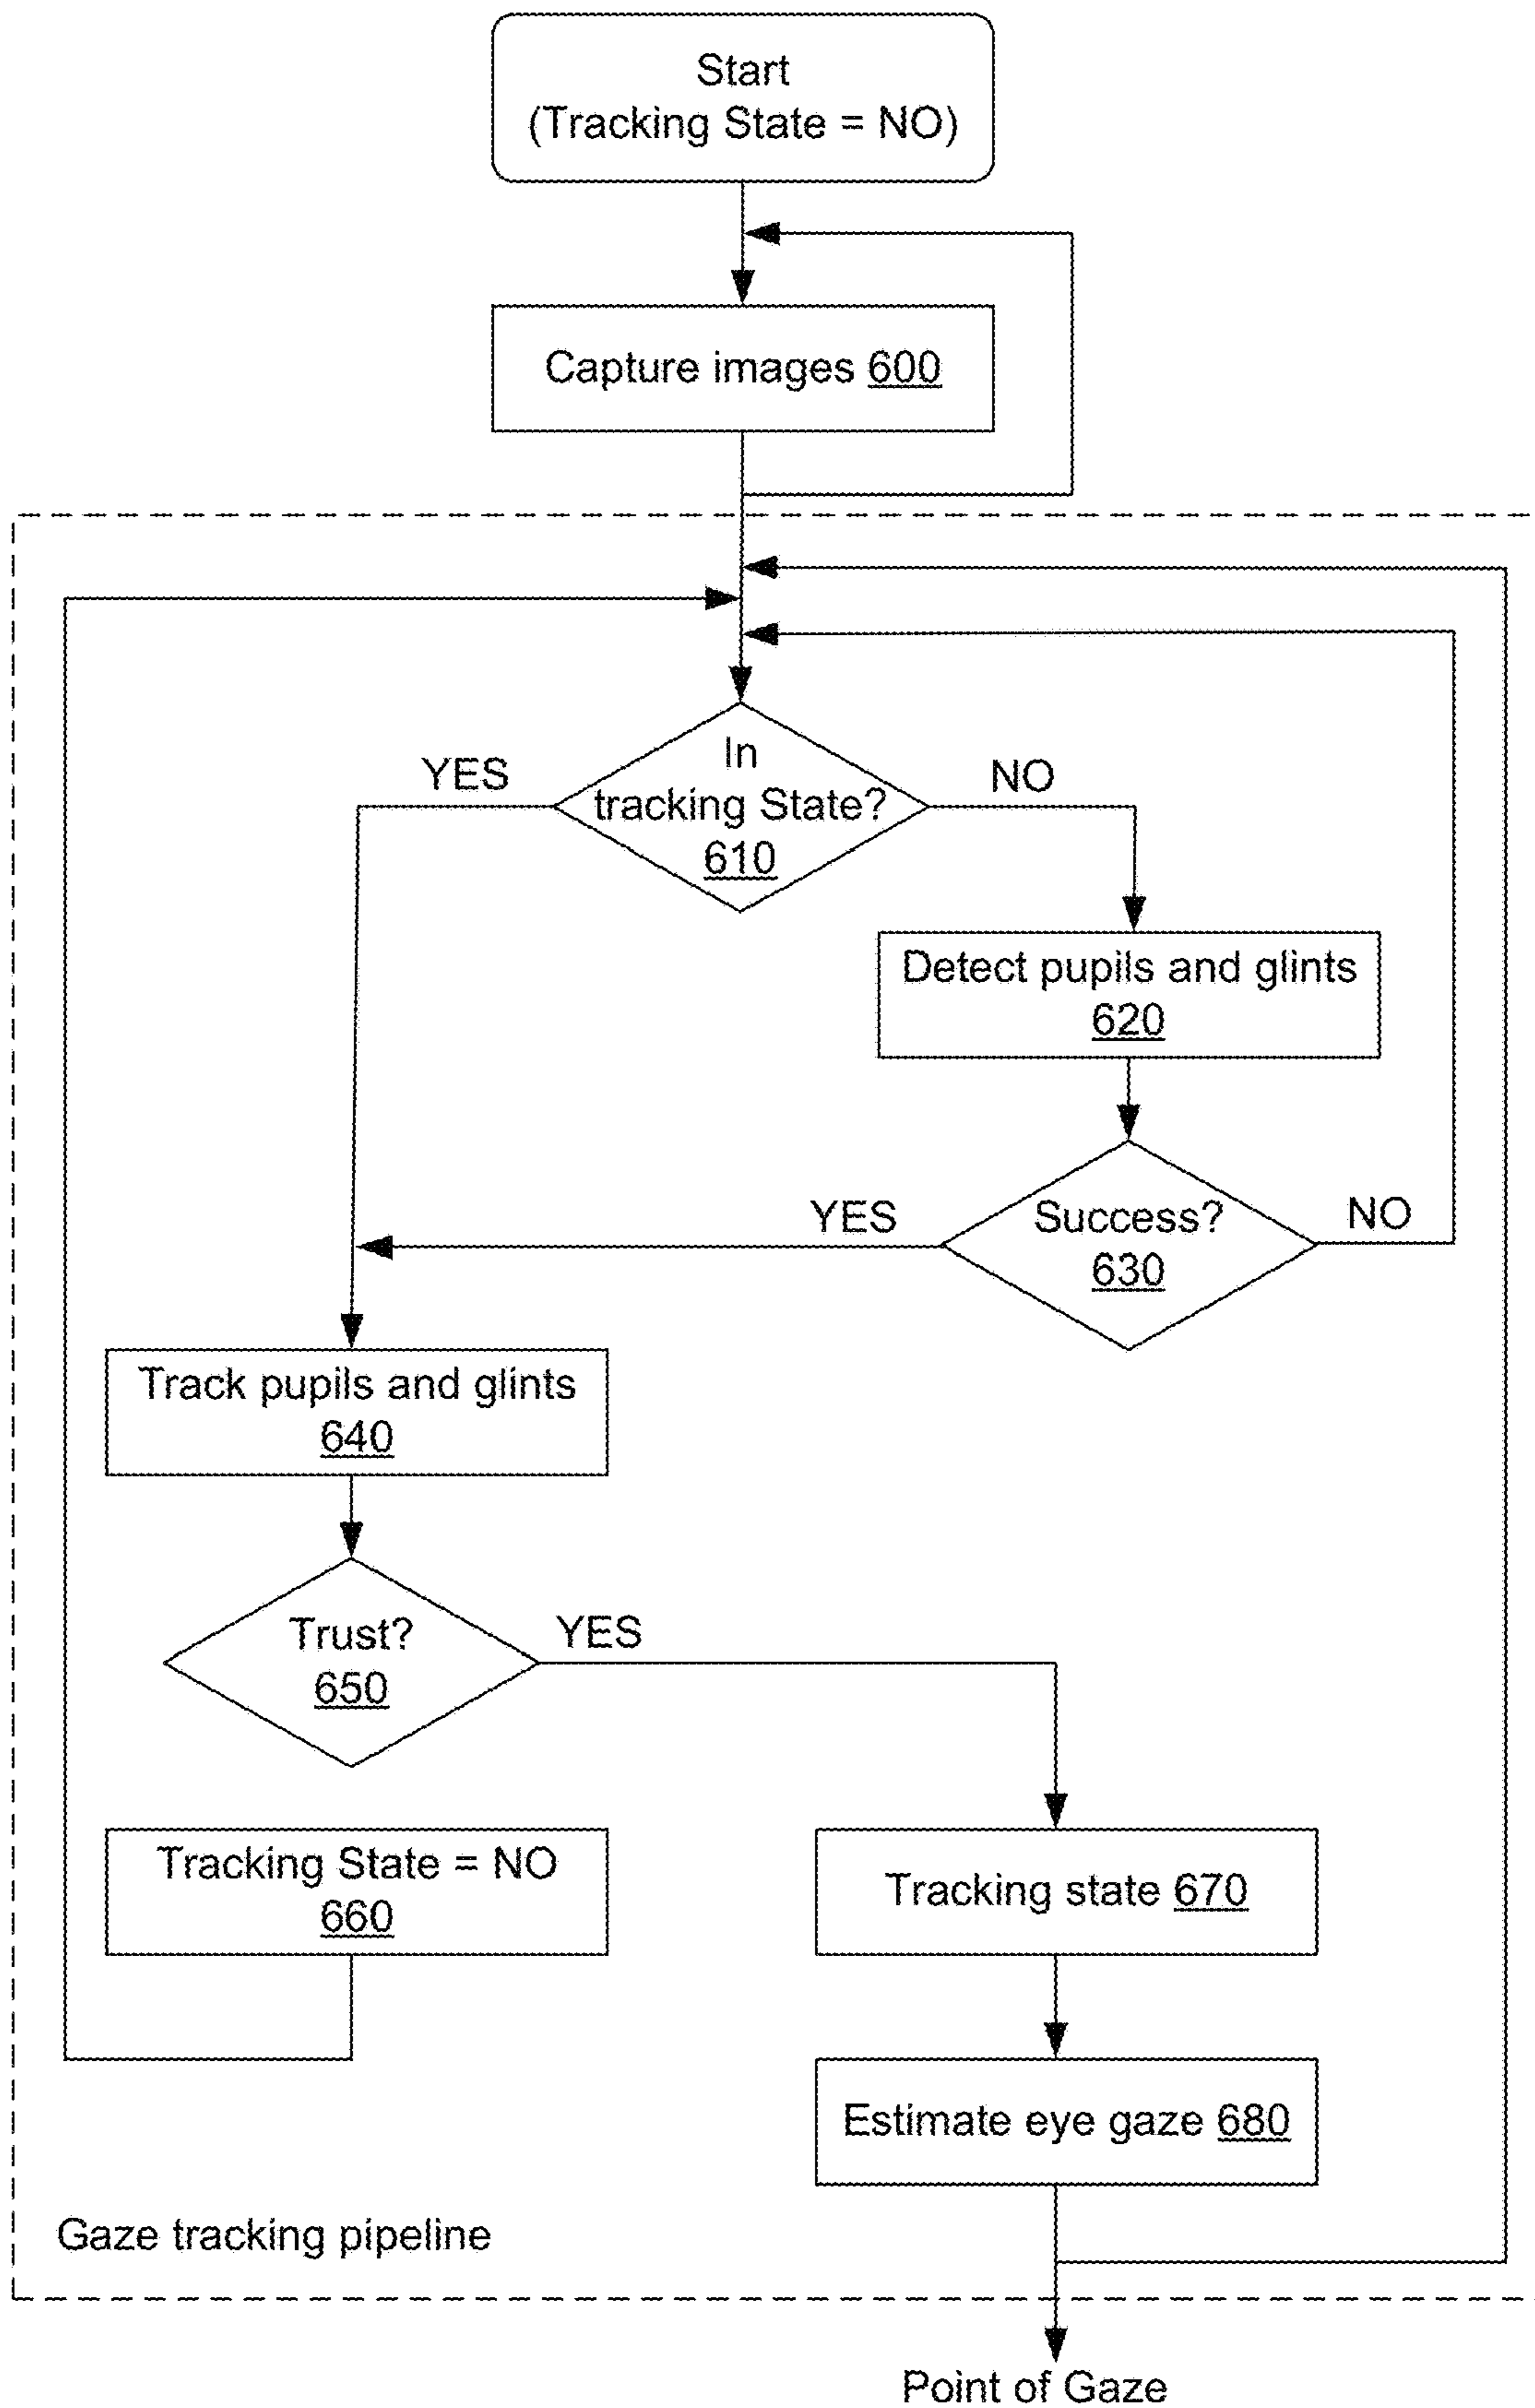 Start
(Tracking State = NO)
Capture images 600
In
tracking State?
610
YES
NO
Detect pupils and glints
620
Success?
630
YES
NO
Track pupils and glints
640
Trust?
650
YES
Tracking State = NO
660
Tracking state 670
Estimate eye gaze 680
Gaze tracking pipeline
Point of Gaze